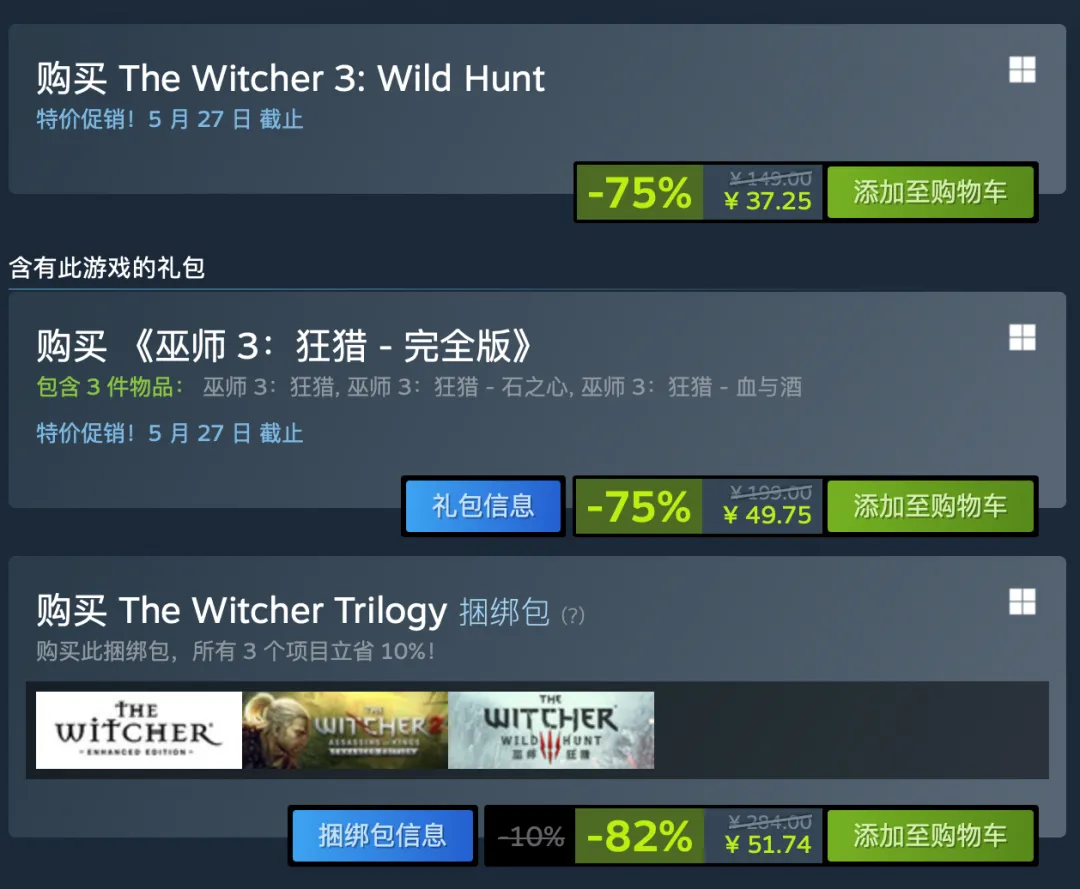 购买 The Witcher 3: Wild Hunt
特价促销！5 月 27 日 截止
-75%
¥ 149.00
¥ 37.25
添加至购物车
含有此游戏的礼包
购买 《巫师 3：狂猎 - 完全版》
包含 3 件物品： 巫师 3：狂猎, 巫师 3：狂猎 - 石之心, 巫师 3：狂猎 - 血与酒
特价促销！5 月 27 日 截止
礼包信息
-75%
¥ 199.00
¥ 49.75
添加至购物车
购买 The Witcher Trilogy 捆绑包 (?)
购买此捆绑包，所有 3 个项目立省 10%！
THE
WITCHER
- ENHANCED EDITION -
THE
WITCHER 2
ASSASSINS OF KINGS
ENHANCED EDITION
THE
WITCHER
WILD HUNT
巫师 狂猎
捆绑包信息
-10%
-82%
¥ 284.00
¥ 51.74
添加至购物车